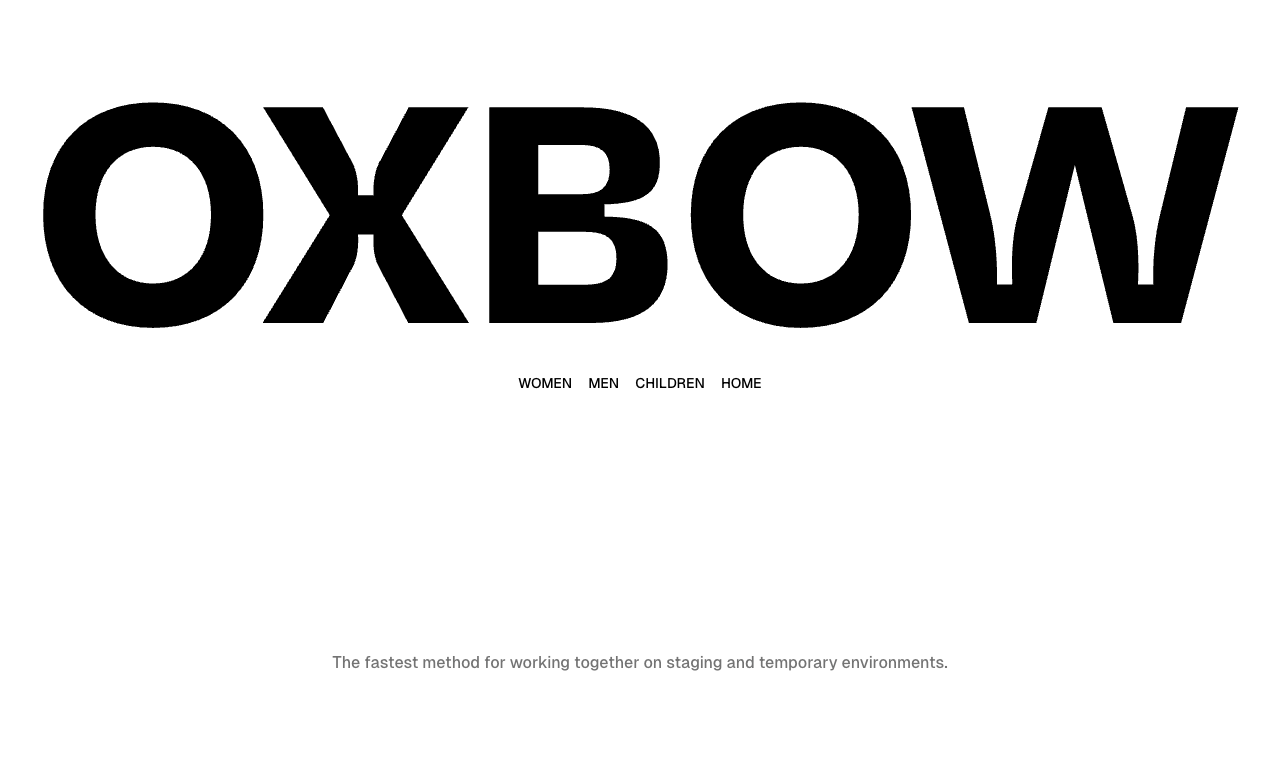 OXBOW
WOMEN MEN CHILDREN HOME
The fastest method for working together on staging and temporary environments.